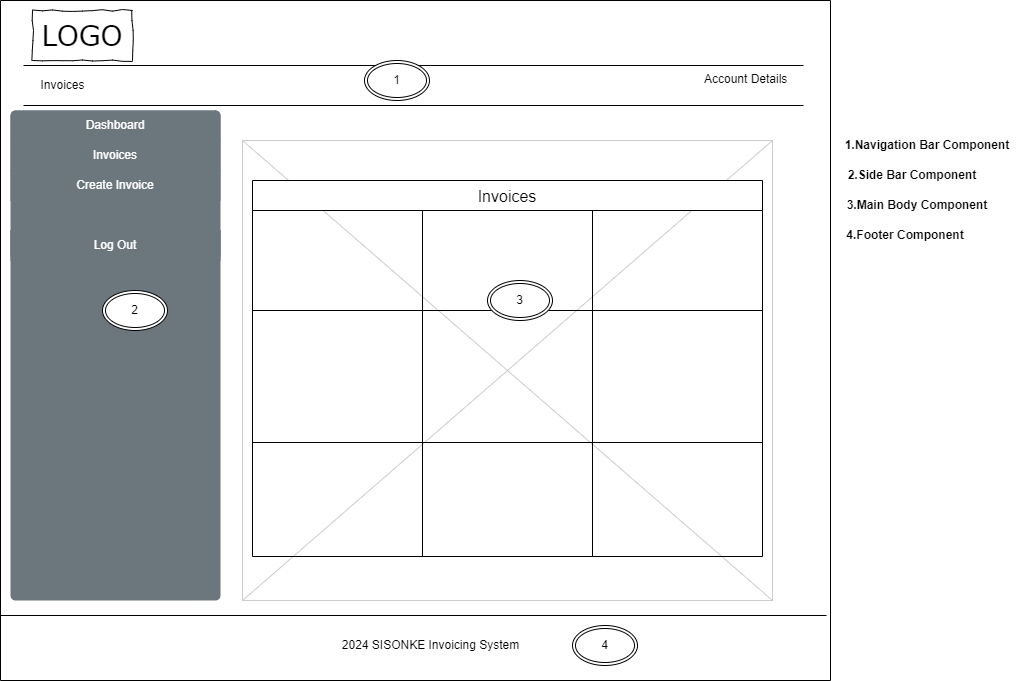 LOGO
Invoices
1
Account Details
Dashboard
Invoices
Create Invoice
Log Out
2
Invoices
3
2024 SISONKE Invoicing System
4
1.Navigation Bar Component
2.Side Bar Component
3.Main Body Component
4.Footer Component